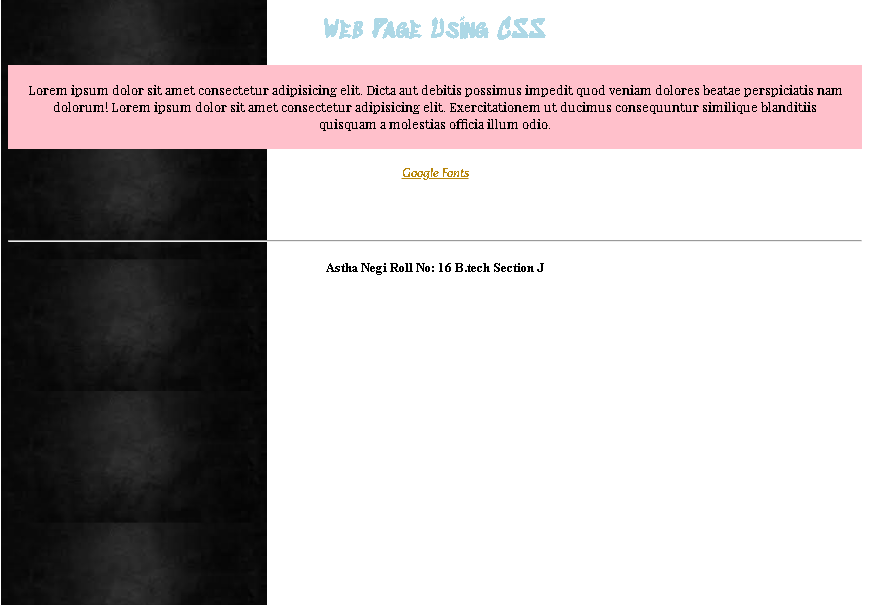 Web Page Using CSS
Lorem ipsum dolor sit amet consectetur adipisicing elit. Dicta aut debitis possimus impedit quod veniam dolores beatae perspiciatis nam
dolorum! Lorem ipsum dolor sit amet consectetur adipisicing elit. Exercitationem ut ducimus consequuntur similique blanditiis
quisquam a molestias officia illum odio.
Google Fonts
Astha Negi Roll No: 16 B.tech Section J